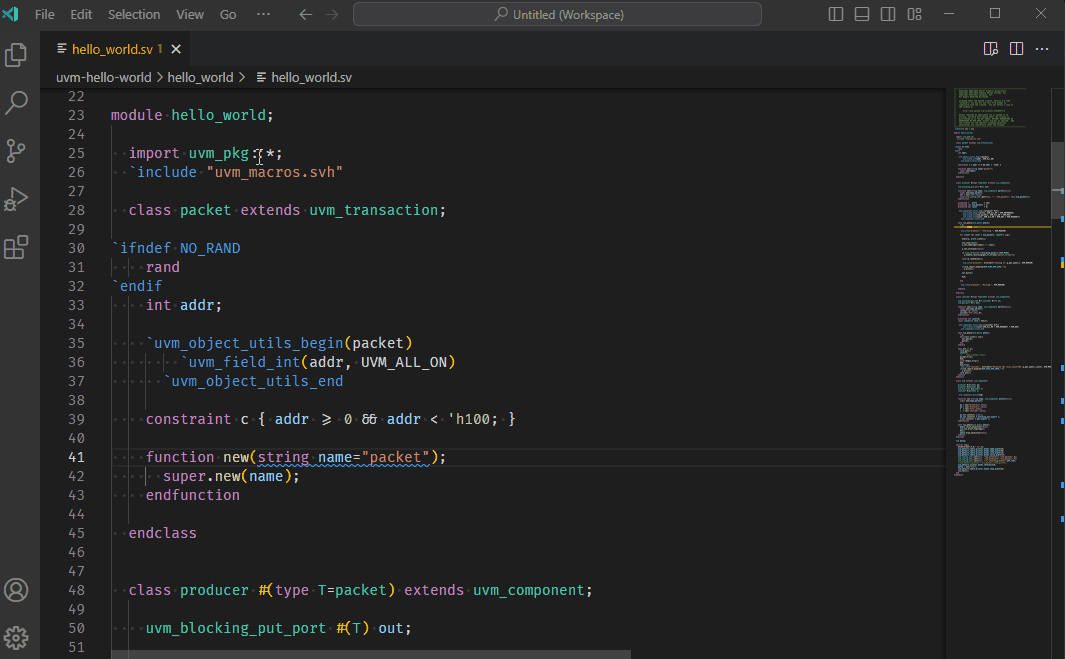 File Edit Selection View Go ··· Untitled (Workspace)
hello_world.sv 1
uvm-hello-world > hello_world > hello_world.sv
22
23 module hello_world;
24
25 import uvm_pkg::*;
26 `include "uvm_macros.svh"
27
28 class packet extends uvm_transaction;
29
30 `ifndef NO_RAND
31 rand
32 `endif
33 int addr;
34
35 `uvm_object_utils_begin(packet)
36 `uvm_field_int(addr, UVM_ALL_ON)
37 `uvm_object_utils_end
38
39 constraint c { addr >= 0 && addr < 'h100; }
40
41 function new(string name="packet");
42 super.new(name);
43 endfunction
44
45 endclass
46
47
48 class producer #(type T=packet) extends uvm_component;
49
50 uvm_blocking_put_port #(T) out;
51